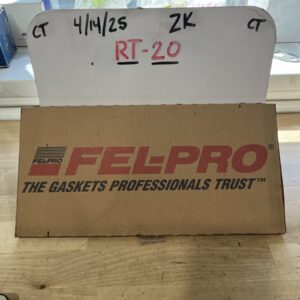 CT 4/14/25 ZK CT
RT-20
FEL-PRO FEL-PRO®
THE GASKETS PROFESSIONALS TRUST™